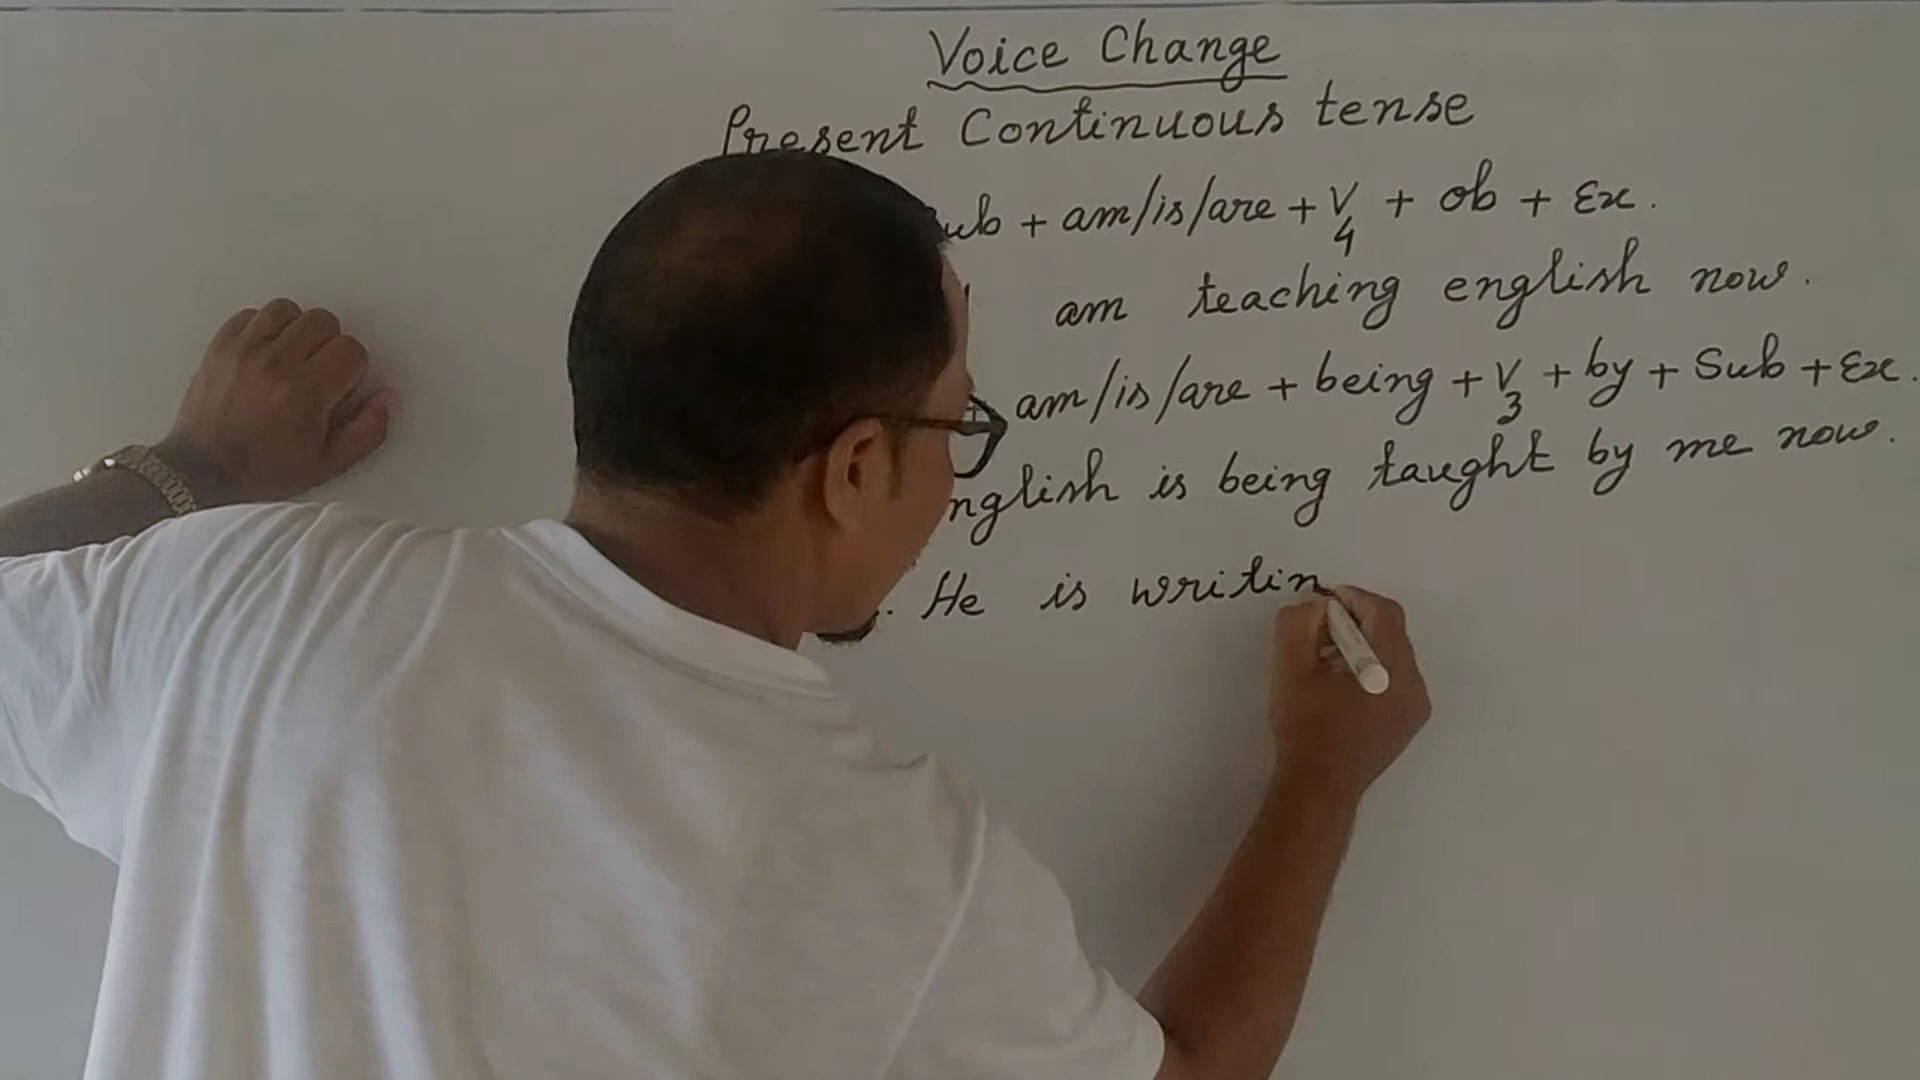 Voice Change
Present Continuous tense
ub + am/is/are + V4 + ob + Ex.
am teaching english now.
am/is/are + being + V3 + by + Sub + Ex.
nglish is being taught by me now.
. He is writin